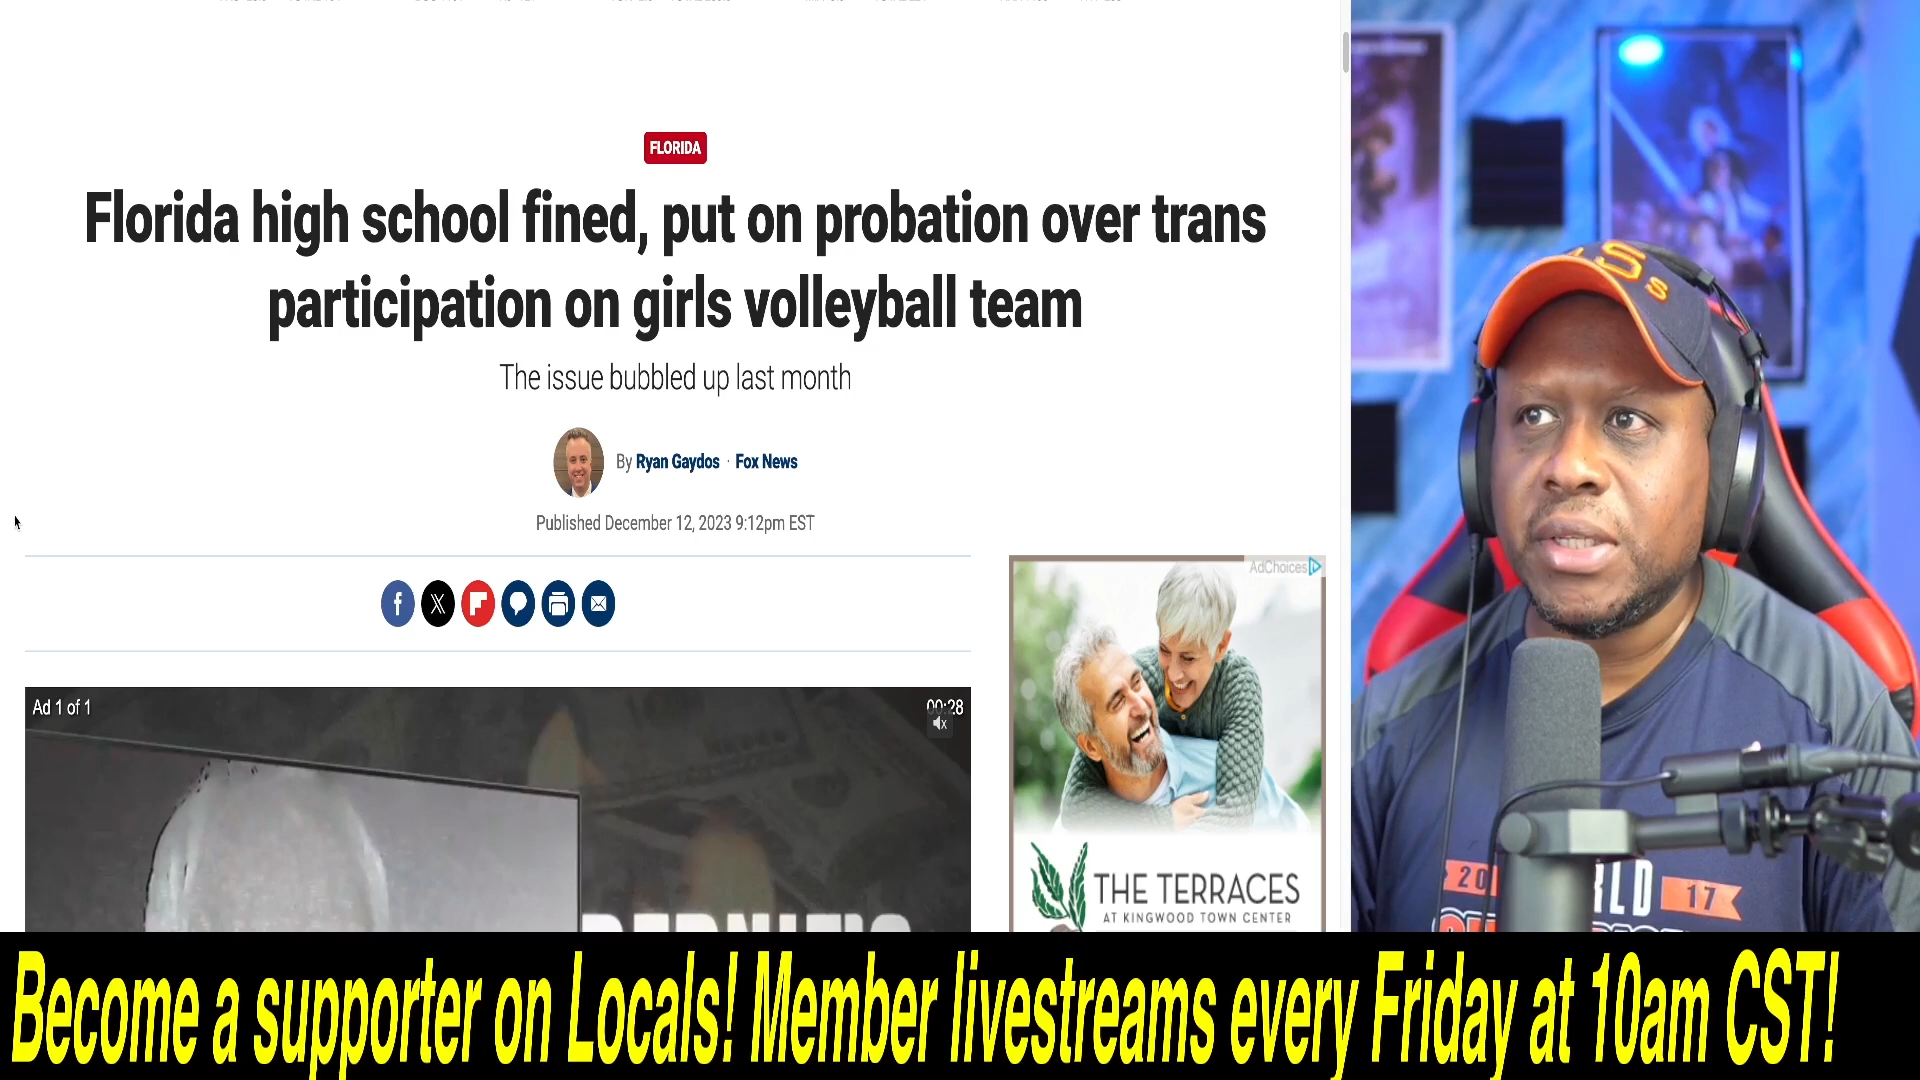 FLORIDA
Florida high school fined, put on probation over trans
participation on girls volleyball team
The issue bubbled up last month
By Ryan Gaydos · Fox News
Published December 12, 2023 9:12pm EST
AdChoices
Ad 1 of 1
00:28
THE TERRACES
AT KINGWOOD TOWN CENTER
20
17
Become a supporter on Locals! Member livestreams every Friday at 10am CST!